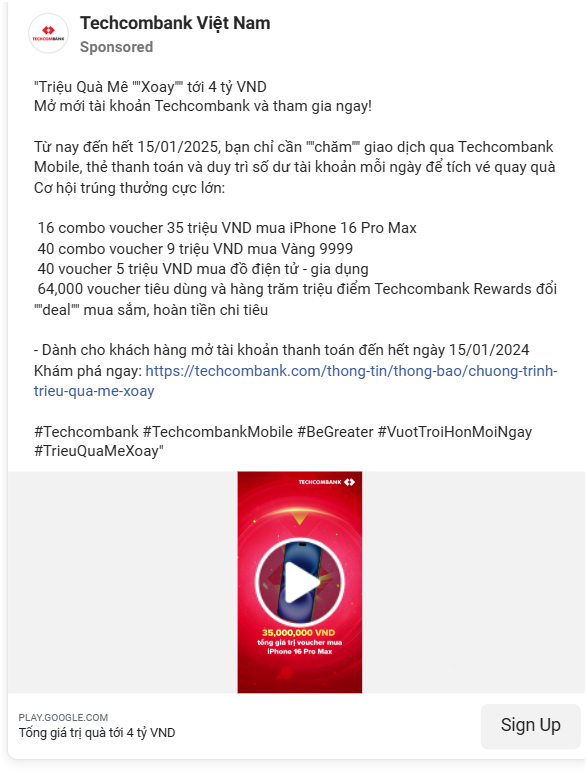 TECHCOMBANK
Techcombank Việt Nam
Sponsored
"Triệu Quà Mê ""Xoay"" tới 4 tỷ VND
Mở mới tài khoản Techcombank và tham gia ngay!
Từ nay đến hết 15/01/2025, bạn chỉ cần ""chăm"" giao dịch qua Techcombank
Mobile, thẻ thanh toán và duy trì số dư tài khoản mỗi ngày để tích vé quay quà
Cơ hội trúng thưởng cực lớn:
16 combo voucher 35 triệu VND mua iPhone 16 Pro Max
40 combo voucher 9 triệu VND mua Vàng 9999
40 voucher 5 triệu VND mua đồ điện tử - gia dụng
64,000 voucher tiêu dùng và hàng trăm triệu điểm Techcombank Rewards đổi
""deal"" mua sắm, hoàn tiền chi tiêu
- Dành cho khách hàng mở tài khoản thanh toán đến hết ngày 15/01/2024
Khám phá ngay: https://techcombank.com/thong-tin/thong-bao/chuong-trinh-
trieu-qua-me-xoay
#Techcombank #TechcombankMobile #BeGreater #VuotTroiHonMoiNgay
#TrieuQuaMeXoay"
TECHCOMBANK
35,000,000 VND
tổng giá trị voucher mua
iPhone 16 Pro Max
PLAY.GOOGLE.COM
Tổng giá trị quà tới 4 tỷ VND
Sign Up